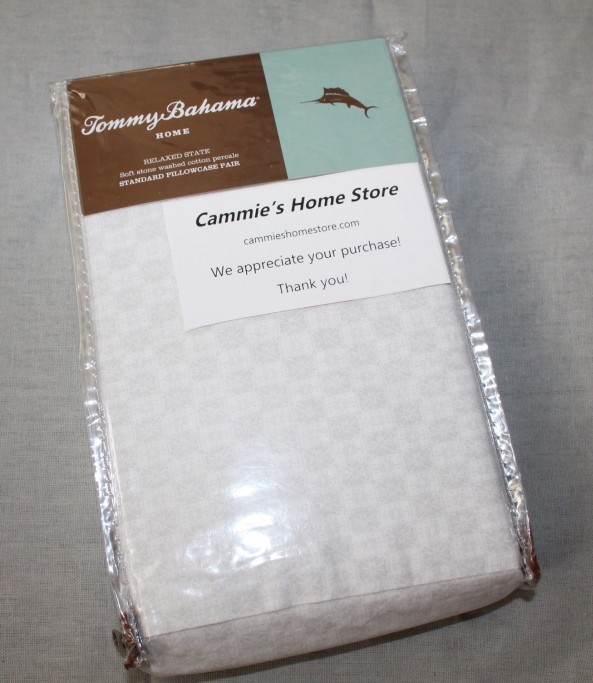 Tommy Bahama®
HOME
RELAXED STATE
Soft stone washed cotton percale
STANDARD PILLOWCASE PAIR
Cammie's Home Store
cammieshomestore.com
We appreciate your purchase!
Thank you!